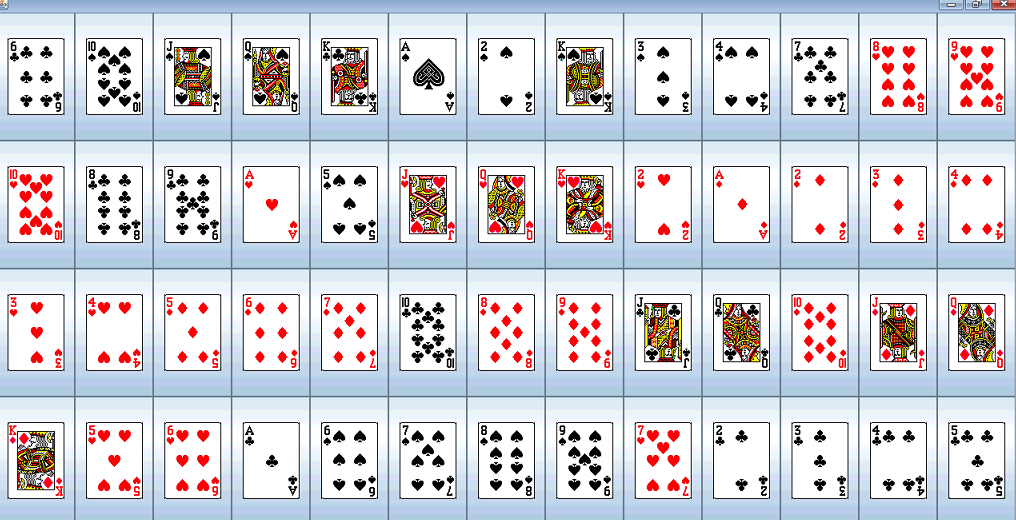 6 10 J Q K A 2 K 3 4 7 8 9
10 8 9 A 5 J Q K 2 A 2 3 4
3 4 5 6 7 10 8 9 J Q 10 J Q
K 5 6 A 6 7 8 9 7 2 3 4 5